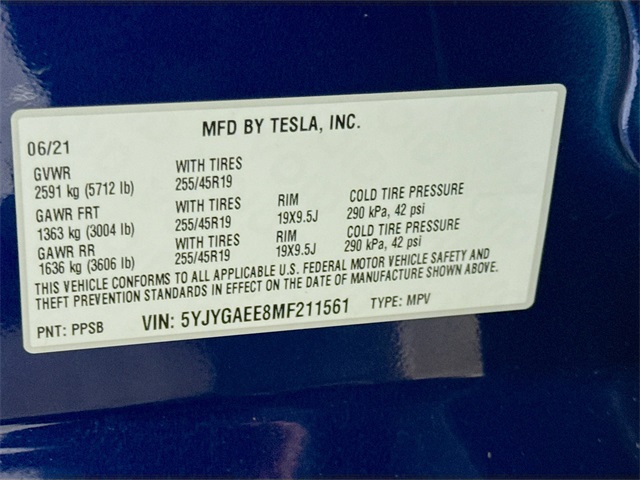 MFD BY TESLA, INC.
06/21
GVWR WITH TIRES
2591 kg (5712 lb) 255/45R19
GAWR FRT WITH TIRES RIM COLD TIRE PRESSURE
1363 kg (3004 lb) 255/45R19 19X9.5J 290 kPa, 42 psi
GAWR RR WITH TIRES RIM COLD TIRE PRESSURE
1636 kg (3606 lb) 255/45R19 19X9.5J 290 kPa, 42 psi
THIS VEHICLE CONFORMS TO ALL APPLICABLE U.S. FEDERAL MOTOR VEHICLE SAFETY AND
THEFT PREVENTION STANDARDS IN EFFECT ON THE DATE OF MANUFACTURE SHOWN ABOVE.
PNT: PPSB VIN: 5YJYGAEE8MF211561 TYPE: MPV